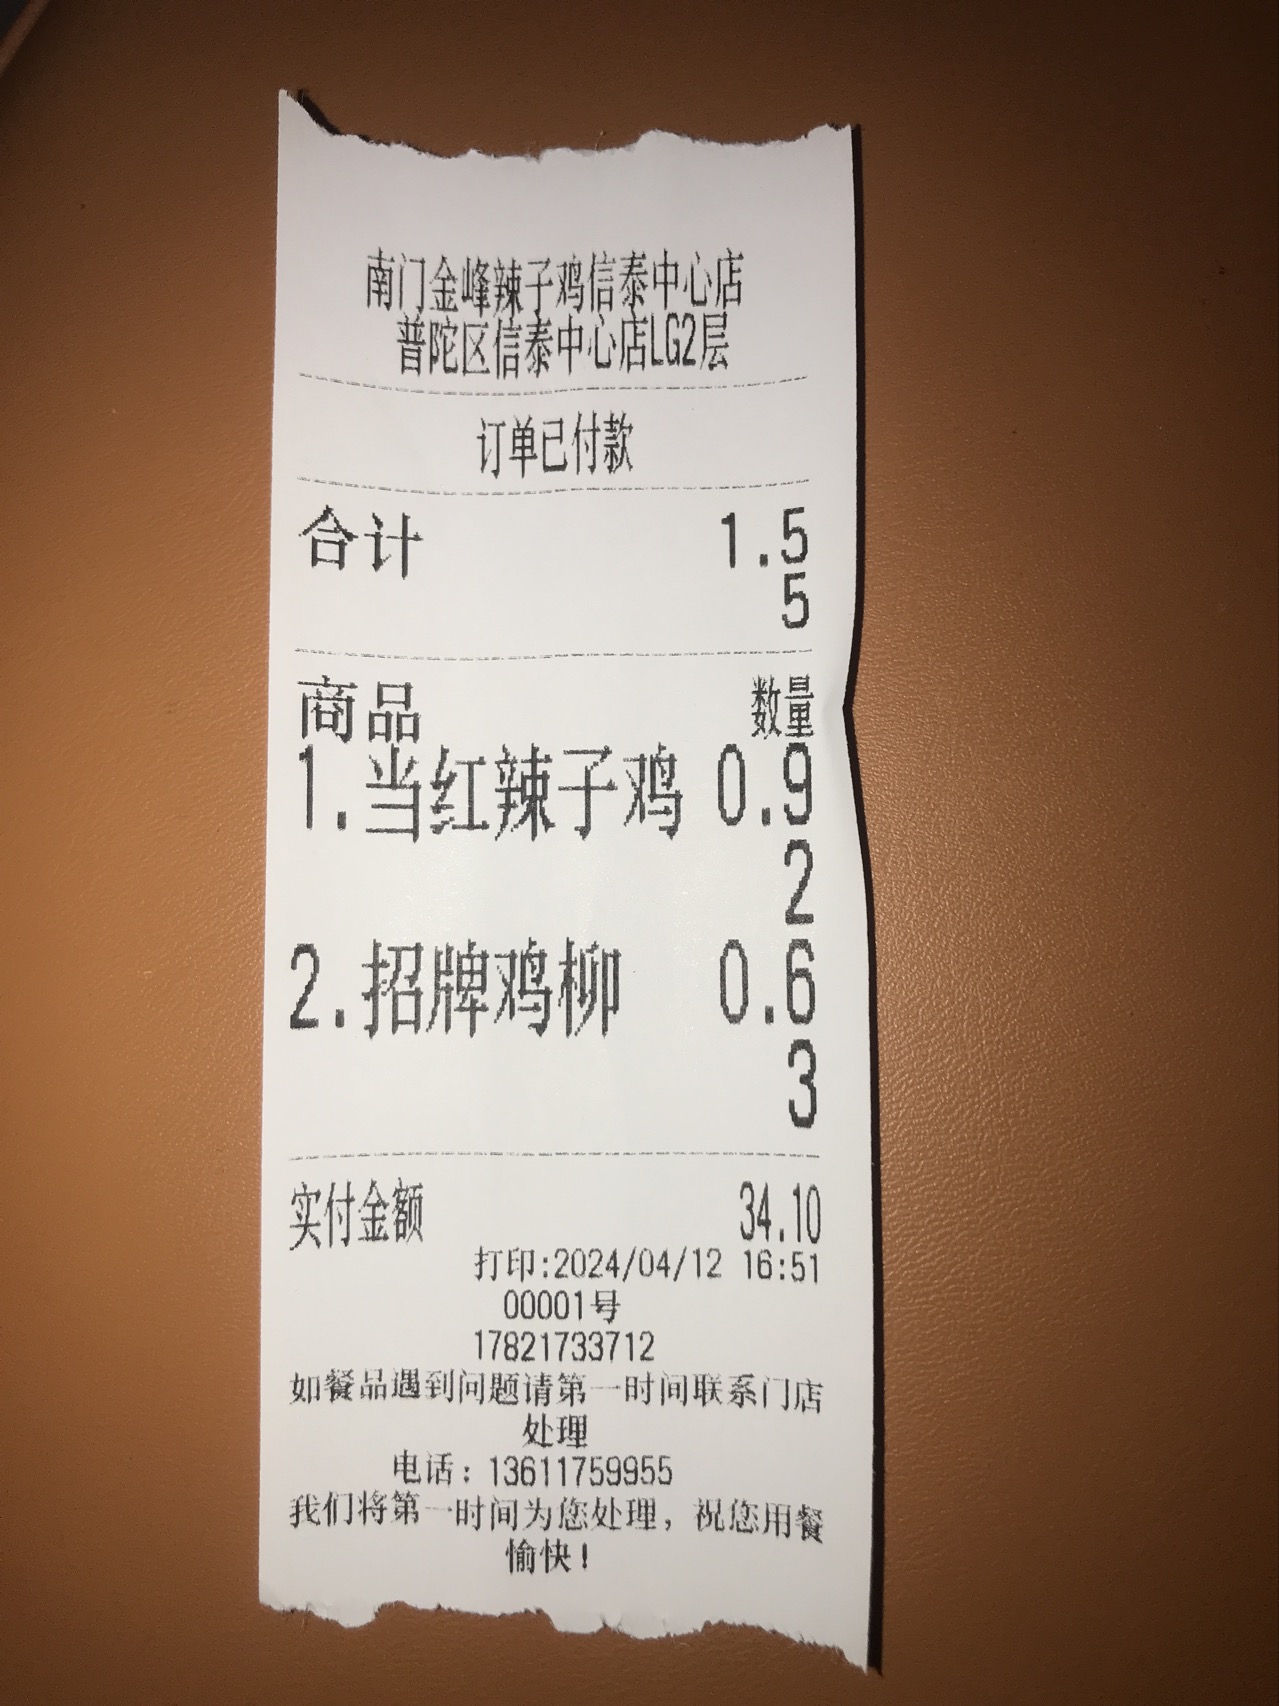 南门金峰辣子鸡信泰中心店
普陀区信泰中心店LG2层
订单已付款
合计 1.5
5
商品 数量
1.当红辣子鸡 0.9
2
2.招牌鸡柳 0.6
3
实付金额 34.10
打印:2024/04/12 16:51
00001号
17821733712
如餐品遇到问题请第一时间联系门店
处理
电话：13611759955
我们将第一时间为您处理，祝您用餐
愉快！